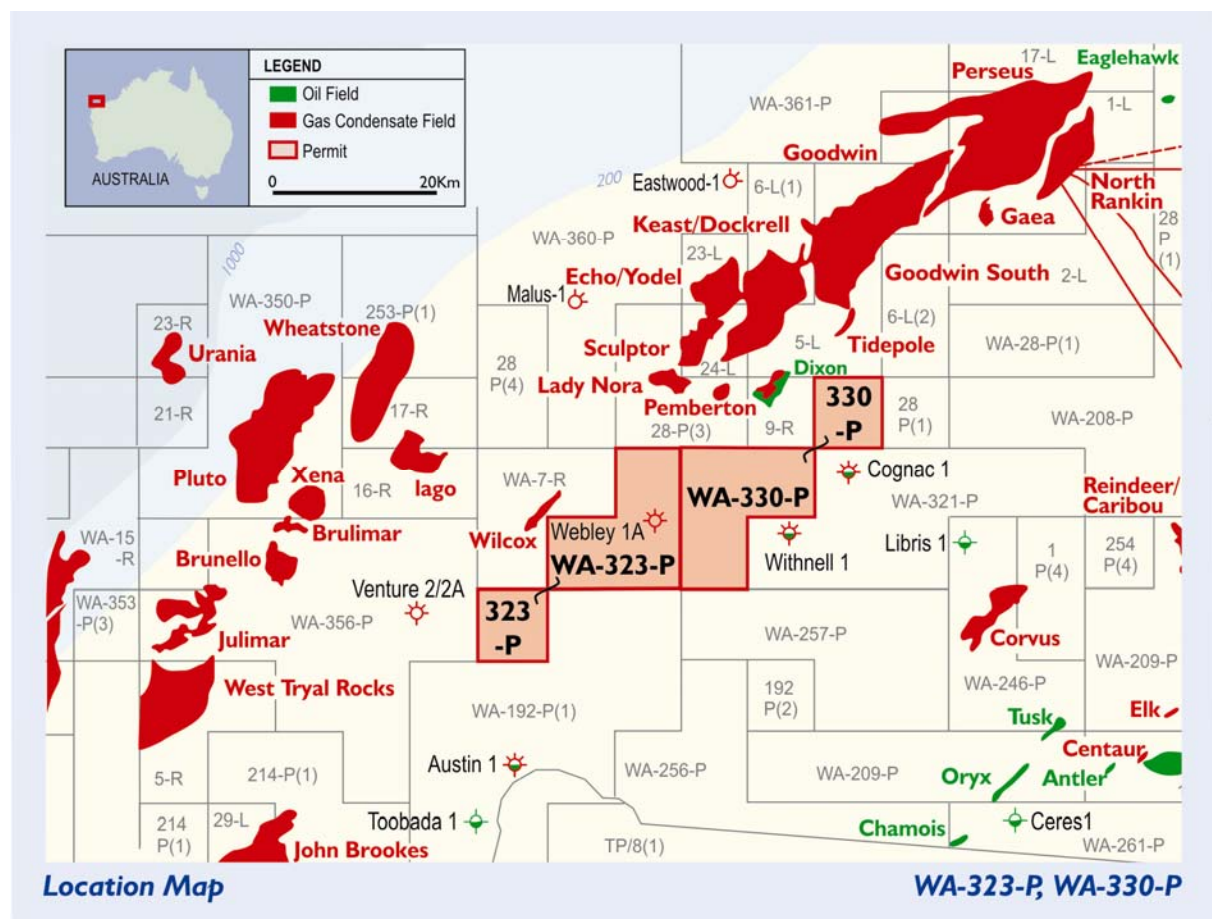 LEGEND
Oil Field
Gas Condensate Field
Permit
0 20Km
AUSTRALIA
17-L
Eaglehawk
Perseus
WA-361-P
1-L
Goodwin
200
Eastwood-1
6-L(1)
North
Rankin
Gaea
28
P
(1)
Keast/Dockrell
WA-360-P
23-L
1000
Echo/Yodel
Goodwin South
2-L
WA-350-P
Malus-1
253-P(1)
23-R
Wheatstone
6-L(2)
Urania
5-L
Tidepole
WA-28-P(1)
Sculptor
28
P(4)
24-L
Dixon
Lady Nora
21-R
17-R
Pemberton
330
-P
28
P(1)
WA-208-P
28-P(3)
9-R
Pluto
Xena
Iago
16-R
WA-7-R
Cognac 1
WA-330-P
WA-321-P
Reindeer/
Caribou
Brulimar
Wilcox
Webley 1A
WA-15
-R
Brunello
WA-323-P
Withnell 1
Libris 1
1
P(4)
254
P(4)
Venture 2/2A
WA-353
-P(3)
323
-P
WA-356-P
Julimar
WA-257-P
Corvus
WA-209-P
West Tryal Rocks
WA-246-P
192
P(2)
WA-192-P(1)
Tusk
Elk
Centaur
Austin 1
5-R
214-P(1)
WA-256-P
WA-209-P
Oryx
Antler
214
P(1)
29-L
Toobada 1
Chamois
Ceres1
John Brookes
TP/8(1)
WA-261-P
Location Map
WA-323-P, WA-330-P